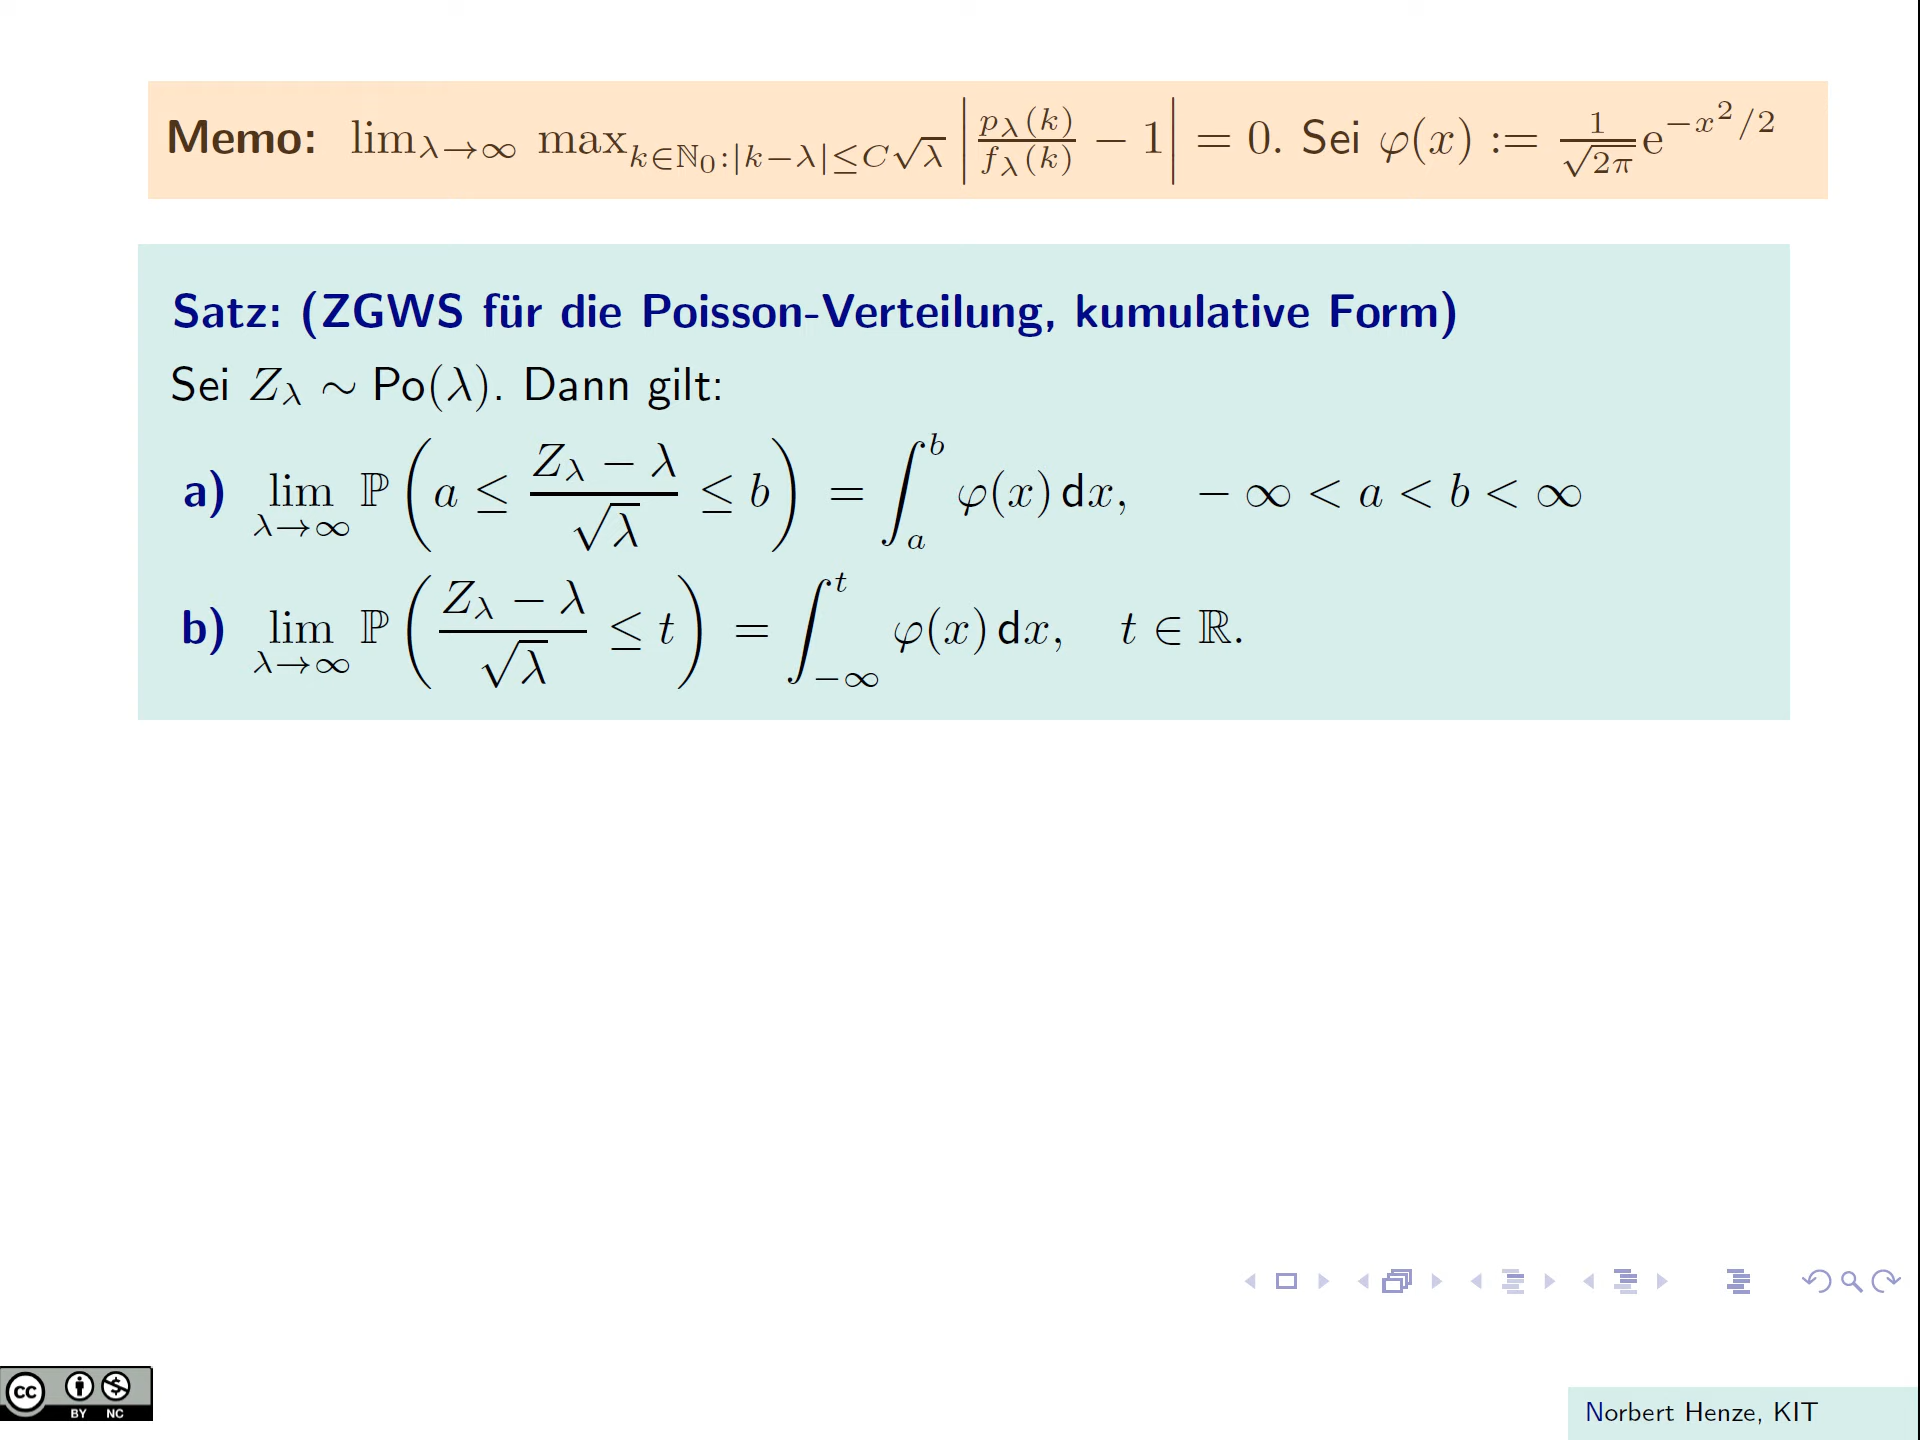 Memo: lim_{λ→∞} max_{k∈ℕ₀:|k−λ|≤C√λ} |p_λ(k)/f_λ(k) − 1| = 0. Sei φ(x) := 1/√(2π) e^{−x²/2}
Satz: (ZGWS für die Poisson-Verteilung, kumulative Form)
Sei Z_λ ∼ Po(λ). Dann gilt:
a) lim_{λ→∞} ℙ(a ≤ (Z_λ − λ)/√λ ≤ b) = ∫_a^b φ(x) dx, − ∞ < a < b < ∞
b) lim_{λ→∞} ℙ((Z_λ − λ)/√λ ≤ t) = ∫_{−∞}^t φ(x) dx, t ∈ ℝ.
cc BY NC
Norbert Henze, KIT